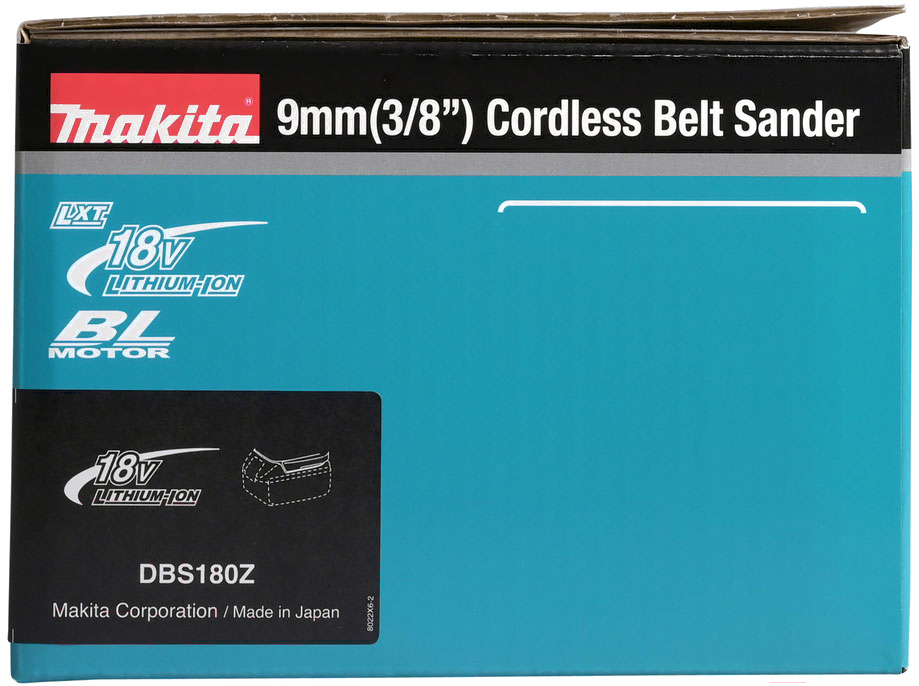 makita® 9mm(3/8”) Cordless Belt Sander
LXT
18V
LITHIUM-ION
BL
MOTOR
18V
LITHIUM-ION
DBS180Z
Makita Corporation / Made in Japan
8022X6-2